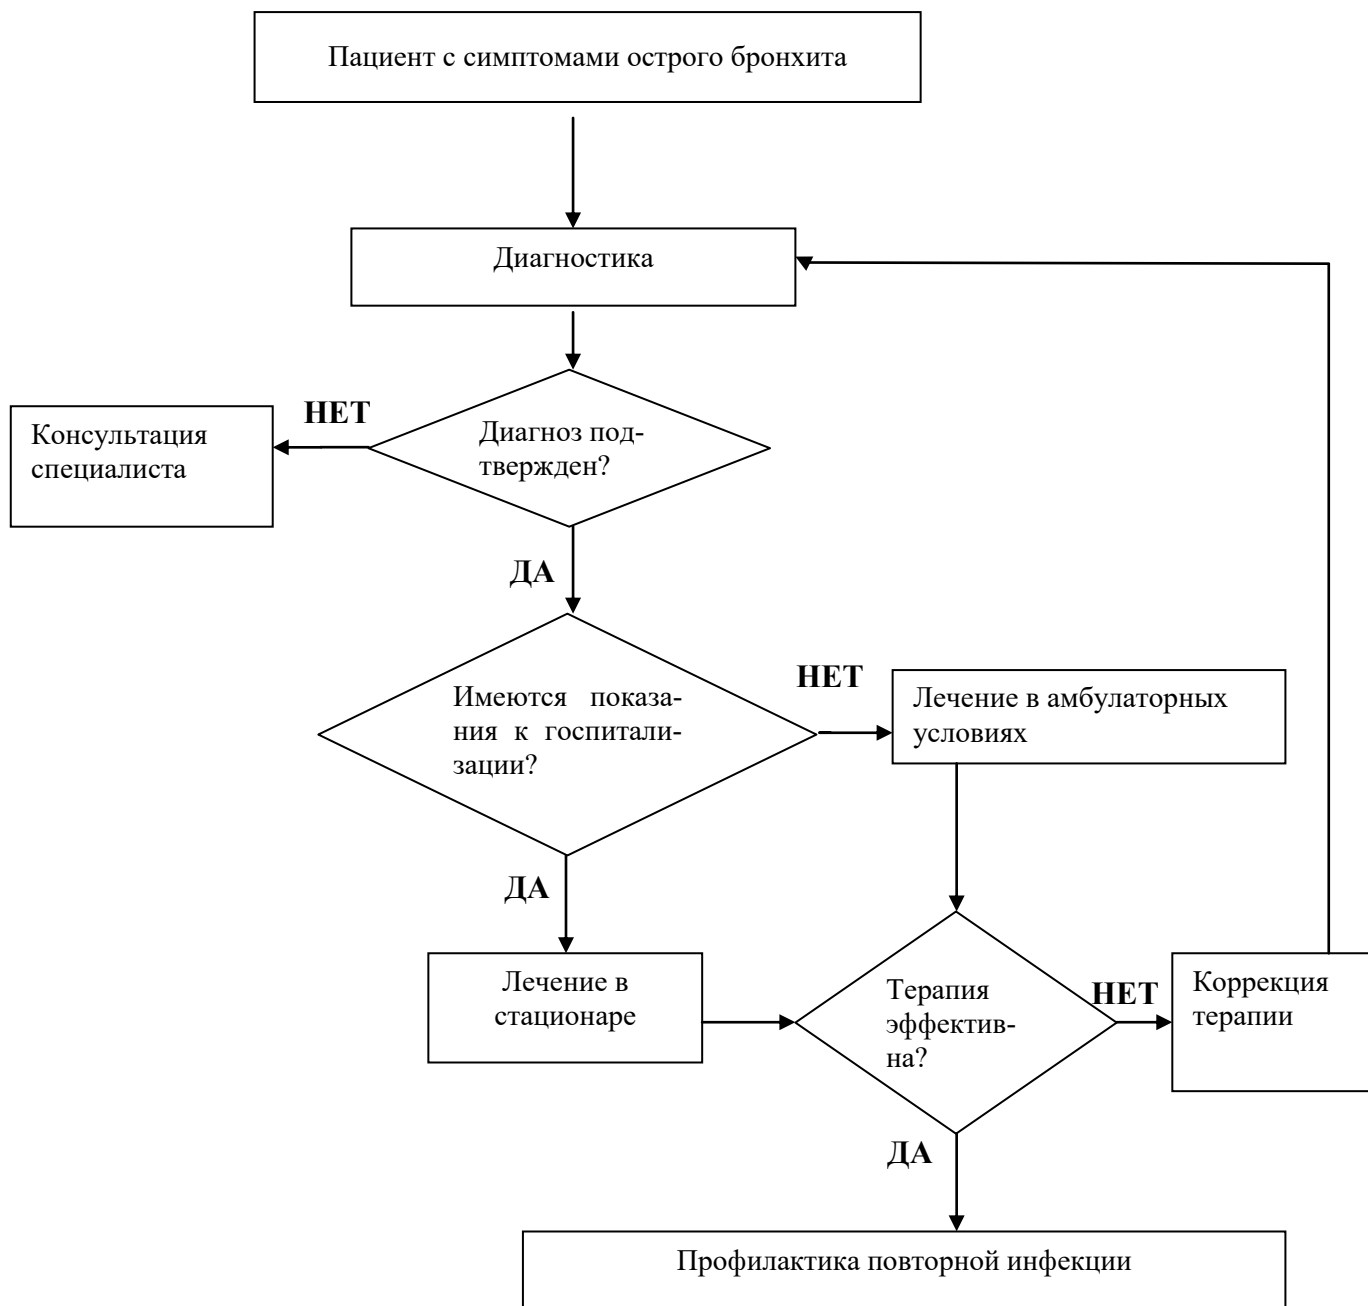 Пациент с симптомами острого бронхита
Диагностика
НЕТ
Консультация
специалиста
Диагноз под-
твержден?
ДА
Имеются показа-
ния к госпитали-
зации?
НЕТ
Лечение в амбулаторных
условиях
ДА
Лечение в
стационаре
Терапия
эффектив-
на?
НЕТ
Коррекция
терапии
ДА
Профилактика повторной инфекции